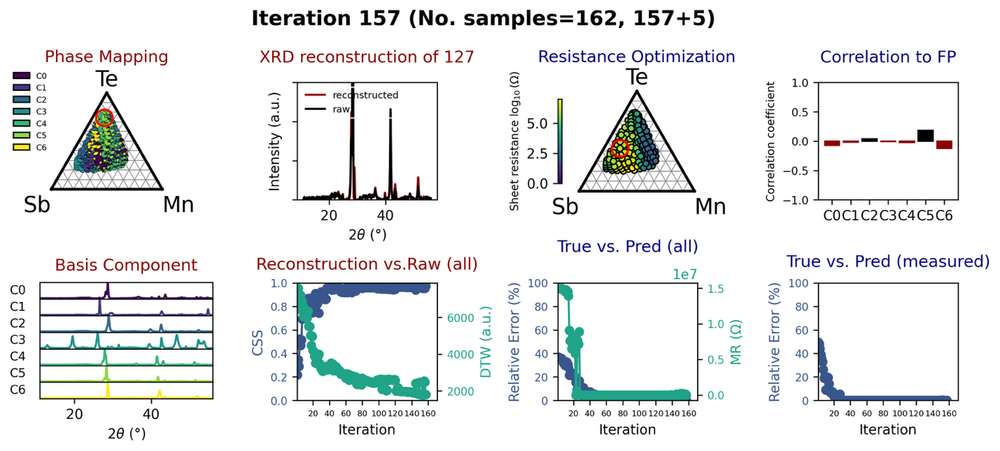 Iteration 157 (No. samples=162, 157+5)
Phase Mapping
C0
C1
C2
C3
C4
C5
C6
Te
Sb
Mn
XRD reconstruction of 127
Intensity (a.u.)
reconstructed
raw
20
40
2θ (°)
Resistance Optimization
Sheet resistance log₁₀ (Ω)
5.0
2.5
0.0
Te
Sb
Mn
Correlation to FP
Correlation coefficient
1.0
0.5
0.0
−0.5
−1.0
C0 C1 C2 C3 C4 C5 C6
Basis Component
C0
C1
C2
C3
C4
C5
C6
20
40
2θ (°)
Reconstruction vs.Raw (all)
CSS
1.0
0.8
0.6
0.4
0.2
0.0
6000
4000
2000
DTW (a.u.)
20 40 60 80 100 120 140 160
Iteration
True vs. Pred (all)
1e7
Relative Error (%)
100
80
60
40
20
0
1.5
1.0
0.5
0.0
MR (Ω)
20 40 60 80 100 120 140 160
Iteration
True vs. Pred (measured)
Relative Error (%)
100
80
60
40
20
0
20 40 60 80 100 120 140 160
Iteration